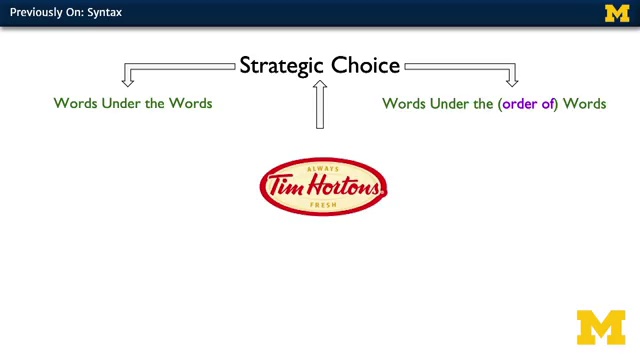 Previously On: Syntax
M
Strategic Choice
Words Under the Words
Words Under the (order of) Words
ALWAYS
Tim Hortons
FRESH
M